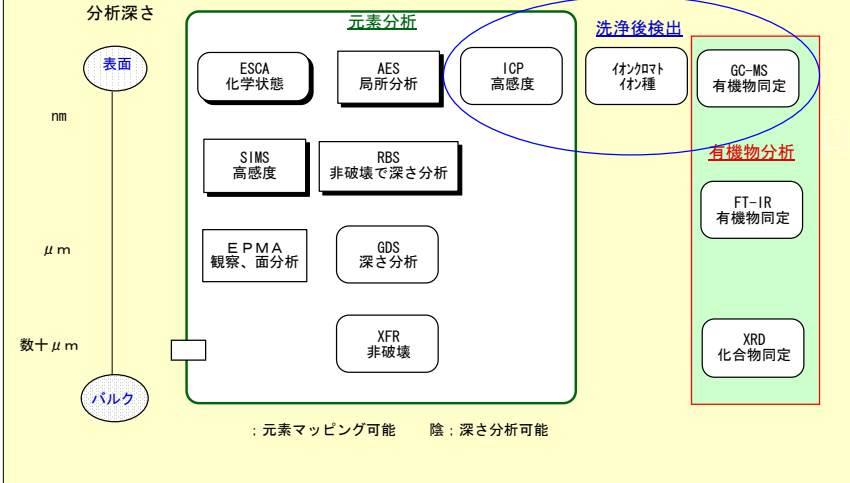 分析深さ
元素分析
洗浄後検出
表面
ESCA
化学状態
AES
局所分析
ICP
高感度
イオンクロマト
イオン種
GC-MS
有機物同定
nm
SIMS
高感度
RBS
非破壊で深さ分析
有機物分析
FT-IR
有機物同定
μm
EPMA
観察、面分析
GDS
深さ分析
数十μm
XFR
非破壊
XRD
化合物同定
バルク
;元素マッピング可能 陰;深さ分析可能